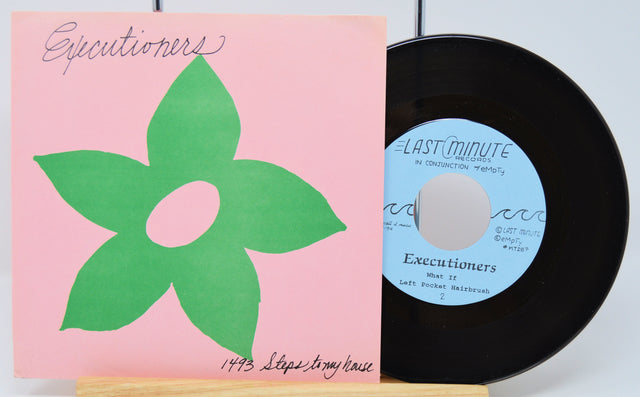 Executioners
1493 Steps to my house
LAST MINUTE
RECORDS
IN CONJUNCTION w/ eMPTy
© LAST MINUTE
© eMPTy
# MT287
Executioners
What If
Left Pocket Hairbrush
2